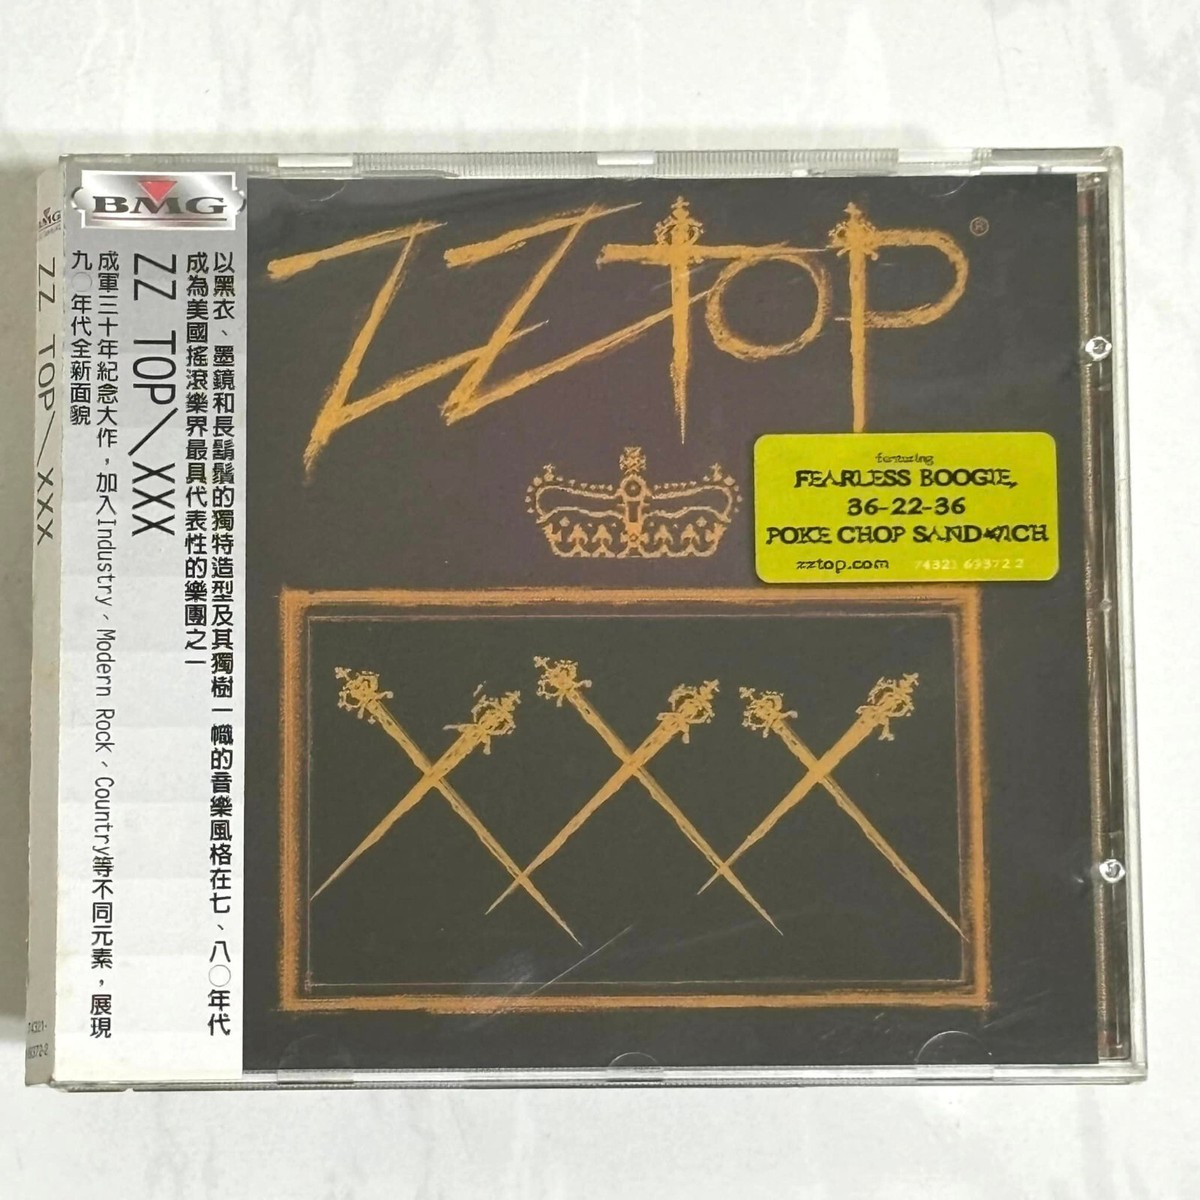 BMG
以黑衣、墨鏡和長鬍鬚的獨特造型及其獨樹一幟的音樂風格在七、八〇年代
成為美國搖滾樂界最具代表性的樂團之一
ZZ TOP\XXX
成軍三十年紀念大作，加入Industry、Modern Rock、Country等不同元素，展現
九〇年代全新面貌
BMG
ZZ TOP\XXX
74321-
69372-2
ZZTOP®
featuring
FEARLESS BOOGIE,
36-22-36
POKE CHOP SANDWICH
zztop.com 74321 69372 2
XXX